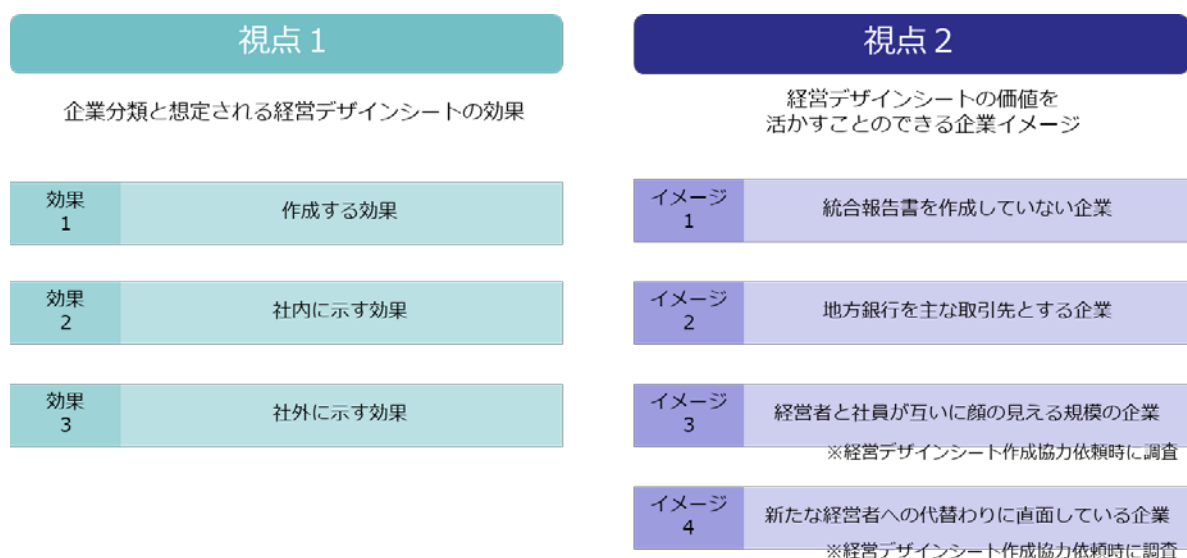 視点1
企業分類と想定される経営デザインシートの効果
効果
1
作成する効果
効果
2
社内に示す効果
効果
3
社外に示す効果
視点2
経営デザインシートの価値を
活かすことのできる企業イメージ
イメージ
1
統合報告書を作成していない企業
イメージ
2
地方銀行を主な取引先とする企業
イメージ
3
経営者と社員が互いに顔の見える規模の企業
※経営デザインシート作成協力依頼時に調査
イメージ
4
新たな経営者への代替わりに直面している企業
※経営デザインシート作成協力依頼時に調査